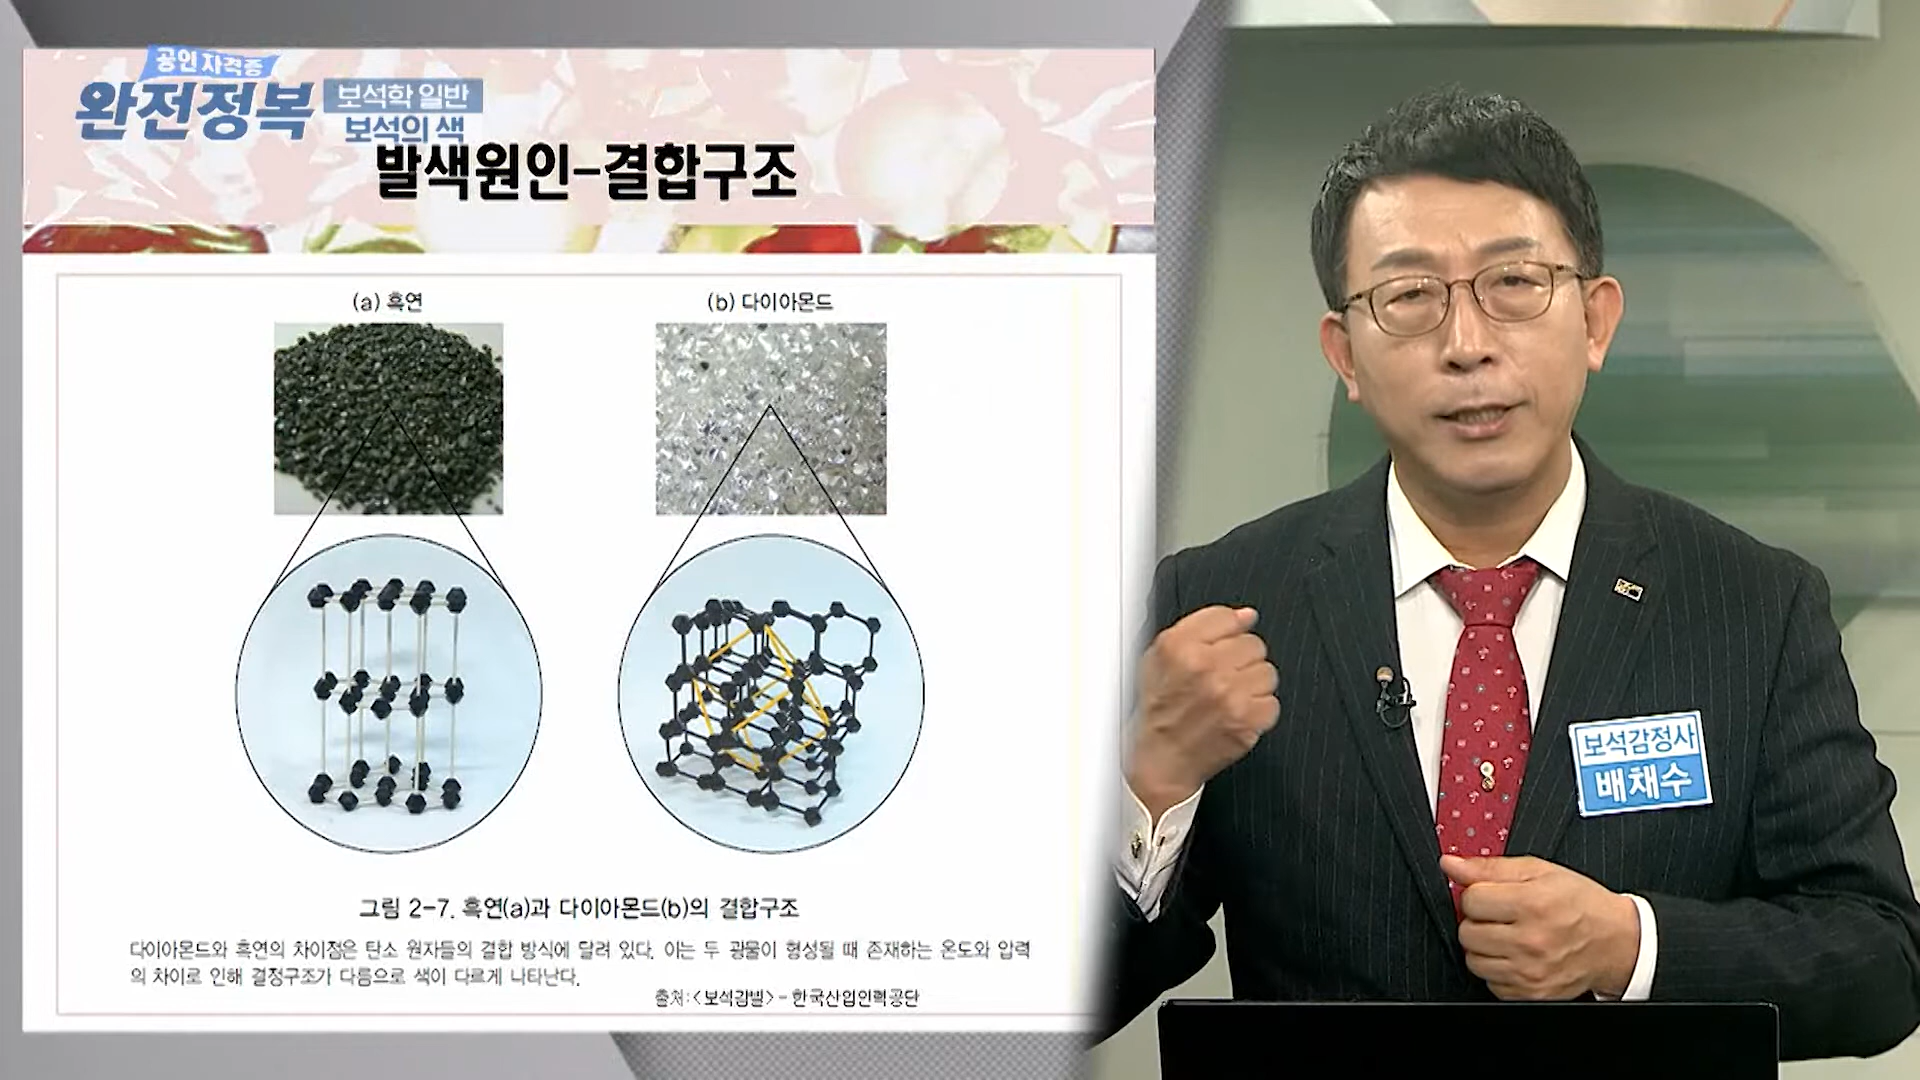 공인 자격증
완전정복
보석학 일반
보석의 색
발색원인-결합구조
(a) 흑연
(b) 다이아몬드
그림 2-7. 흑연(a)과 다이아몬드(b)의 결합구조
다이아몬드와 흑연의 차이점은 탄소 원자들의 결합 방식에 달려 있다. 이는 두 광물이 형성될 때 존재하는 온도와 압력
의 차이로 인해 결정구조가 다름으로 색이 다르게 나타난다.
출처:<보석감별> - 한국산업인력공단
보석감정사
배채수